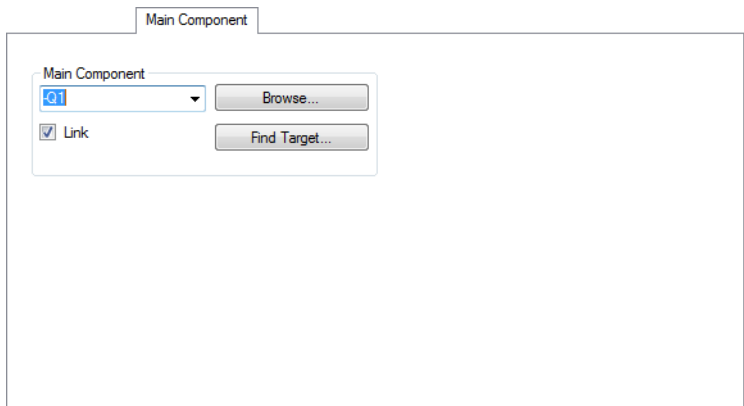 Main Component
Main Component
-Q1
Browse...
Link
Find Target...